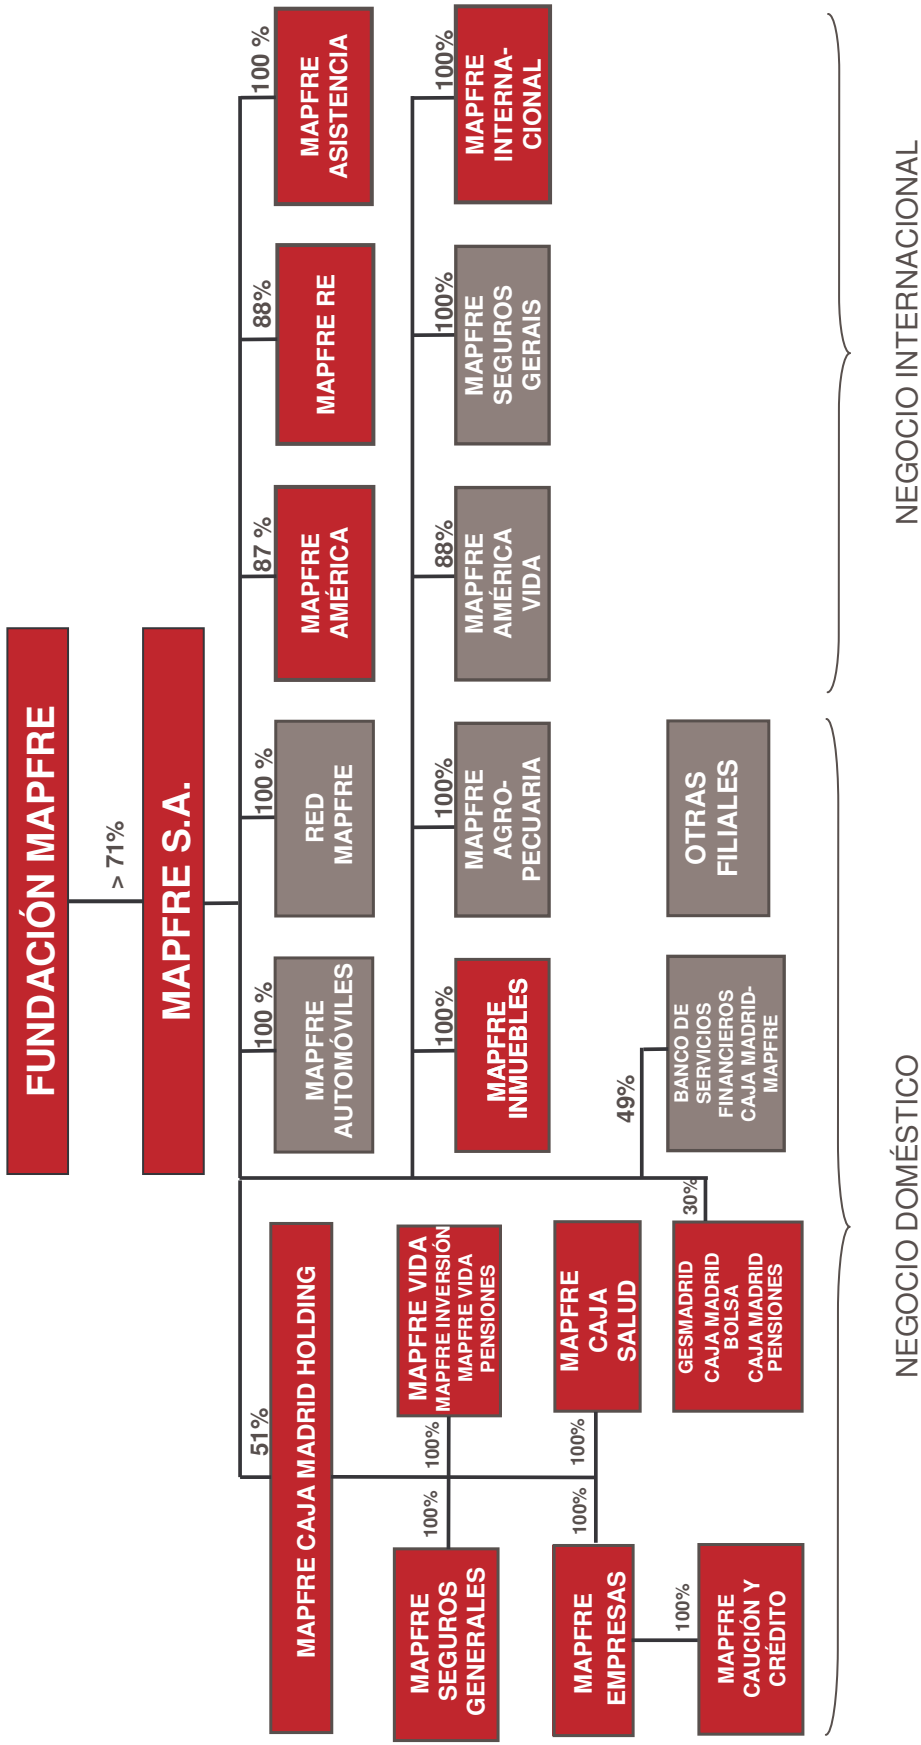 FUNDACIÓN MAPFRE
> 71%
MAPFRE S.A.
51%
MAPFRE CAJA MADRID HOLDING
100 %
MAPFRE
AUTOMÓVILES
100 %
RED
MAPFRE
87 %
MAPFRE
AMÉRICA
88%
MAPFRE RE
100 %
MAPFRE
ASISTENCIA
100%
MAPFRE
SEGUROS
GENERALES
100%
MAPFRE VIDA
MAPFRE INVERSIÓN
MAPFRE VIDA
PENSIONES
100%
MAPFRE
INMUEBLES
100%
MAPFRE
AGRO-
PECUARIA
88%
MAPFRE
AMÉRICA
VIDA
100%
MAPFRE
SEGUROS
GERAIS
100%
MAPFRE
INTERNA-
CIONAL
100%
MAPFRE
EMPRESAS
100%
MAPFRE
CAJA
SALUD
49%
BANCO DE
SERVICIOS
FINANCIEROS
CAJA MADRID-
MAPFRE
OTRAS
FILIALES
100%
MAPFRE
CAUCIÓN Y
CRÉDITO
30%
GESMADRID
CAJA MADRID
BOLSA
CAJA MADRID
PENSIONES
NEGOCIO DOMÉSTICO
NEGOCIO INTERNACIONAL